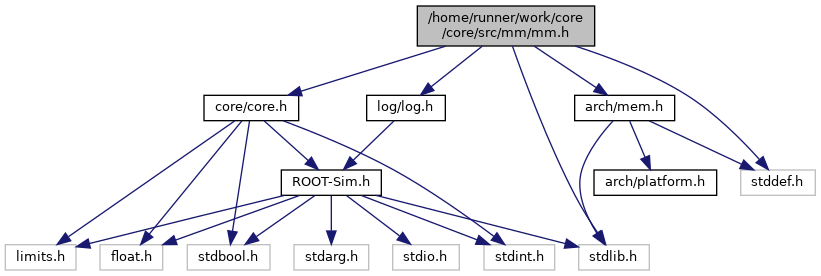 /home/runner/work/core
/core/src/mm/mm.h
core/core.h
log/log.h
arch/mem.h
ROOT-Sim.h
arch/platform.h
stddef.h
limits.h
float.h
stdbool.h
stdarg.h
stdio.h
stdint.h
stdlib.h